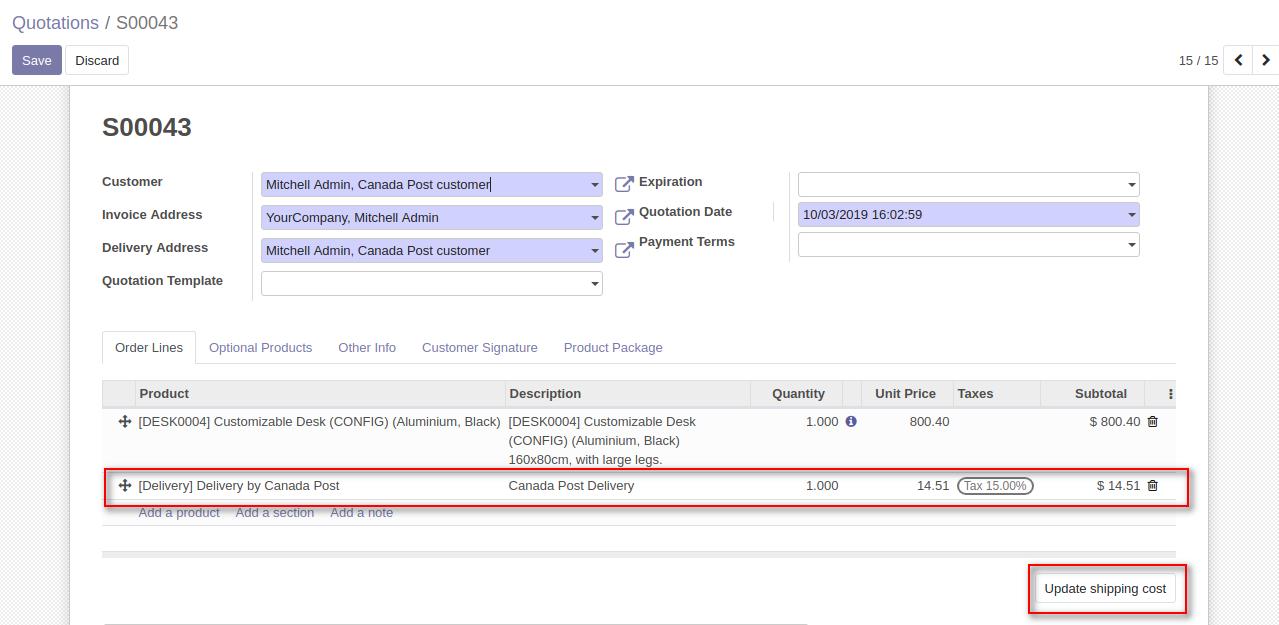 Quotations / S00043
Save Discard 15 / 15
S00043
Customer Mitchell Admin, Canada Post customer Expiration
Invoice Address YourCompany, Mitchell Admin Quotation Date 10/03/2019 16:02:59
Delivery Address Mitchell Admin, Canada Post customer Payment Terms
Quotation Template
Order Lines Optional Products Other Info Customer Signature Product Package
Product Description Quantity Unit Price Taxes Subtotal
[DESK0004] Customizable Desk (CONFIG) (Aluminium, Black) [DESK0004] Customizable Desk 1.000 800.40 $ 800.40
(CONFIG) (Aluminium, Black)
160x80cm, with large legs.
[Delivery] Delivery by Canada Post Canada Post Delivery 1.000 14.51 Tax 15.00% $ 14.51
Add a product Add a section Add a note
Update shipping cost